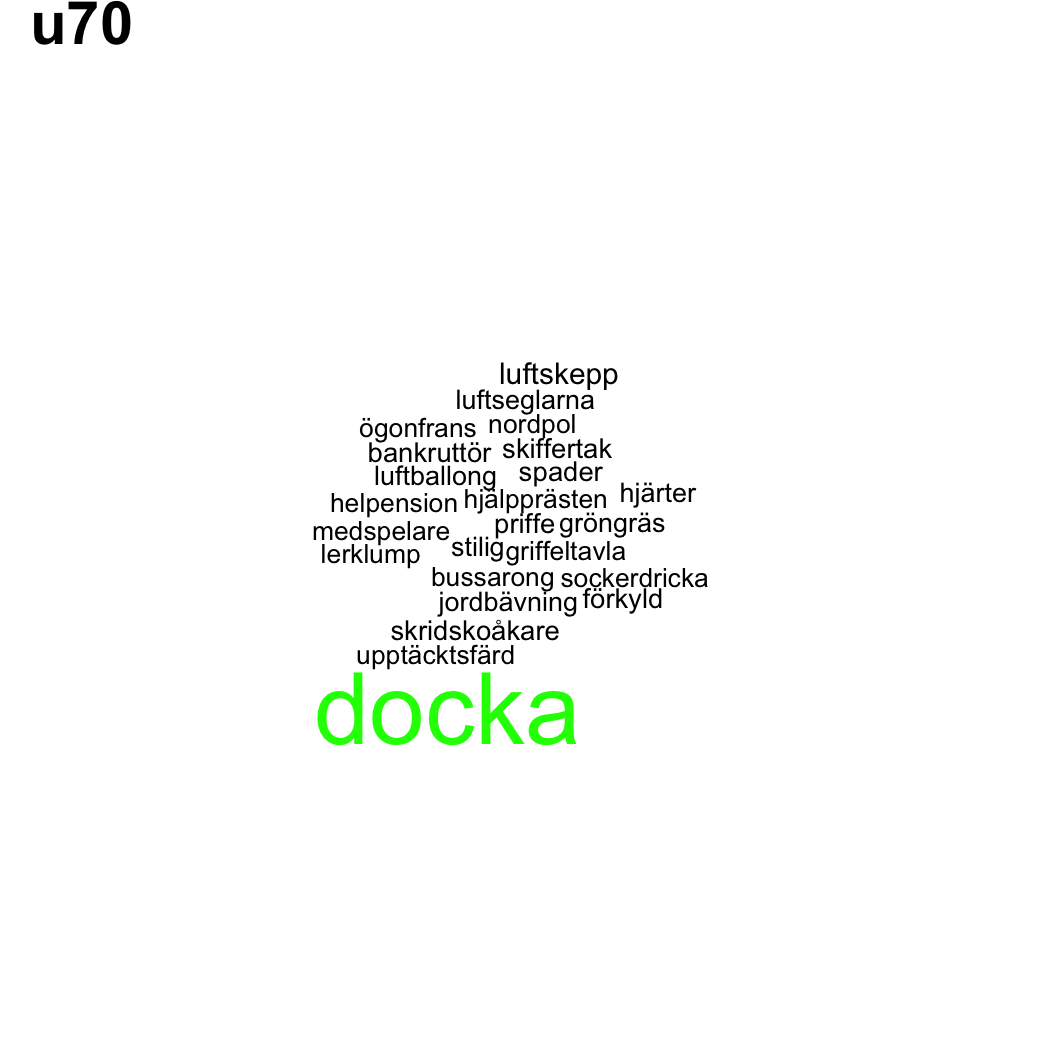 u70
luftskepp
luftseglarna
ögonfrans nordpol
bankruttör skiffertak
luftballong spader
helpension hjälpprästen hjärter
medspelare priffe gröngräs
lerklump stilig griffeltavla
bussarong sockerdricka
jordbävning förkyld
skridskoåkare
upptäcktsfärd
docka